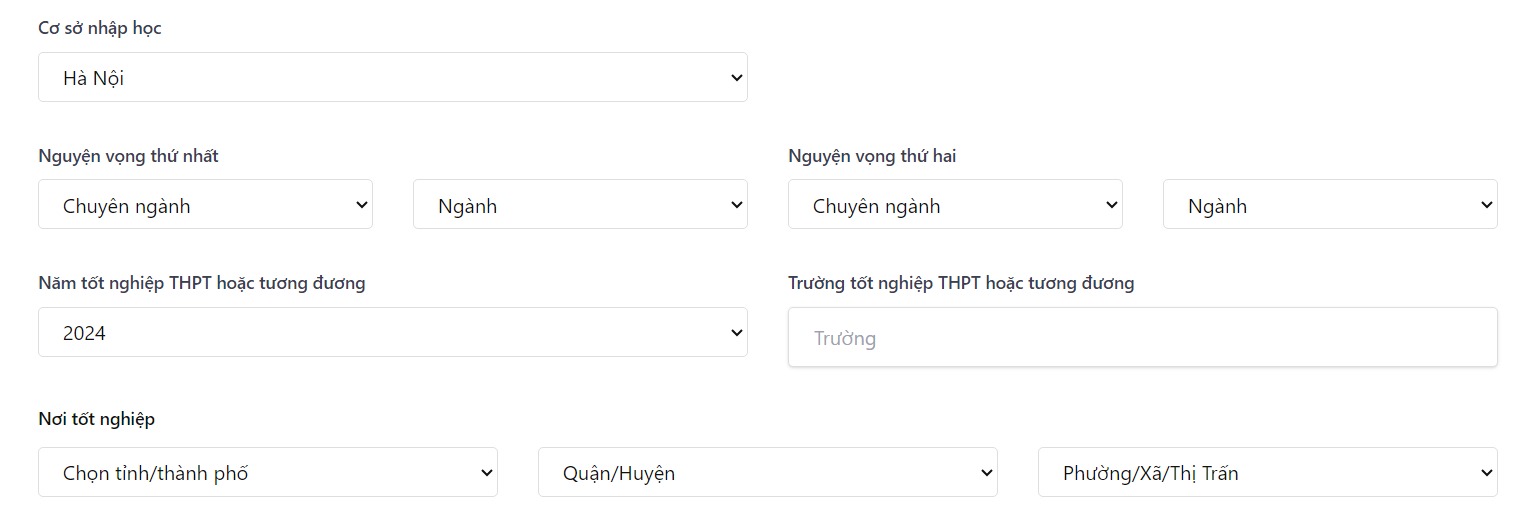 Cơ sở nhập học
Hà Nội
Nguyện vọng thứ nhất
Nguyện vọng thứ hai
Chuyên ngành
Ngành
Chuyên ngành
Ngành
Năm tốt nghiệp THPT hoặc tương đương
Trường tốt nghiệp THPT hoặc tương đương
2024
Trường
Nơi tốt nghiệp
Chọn tỉnh/thành phố
Quận/Huyện
Phường/Xã/Thị Trấn